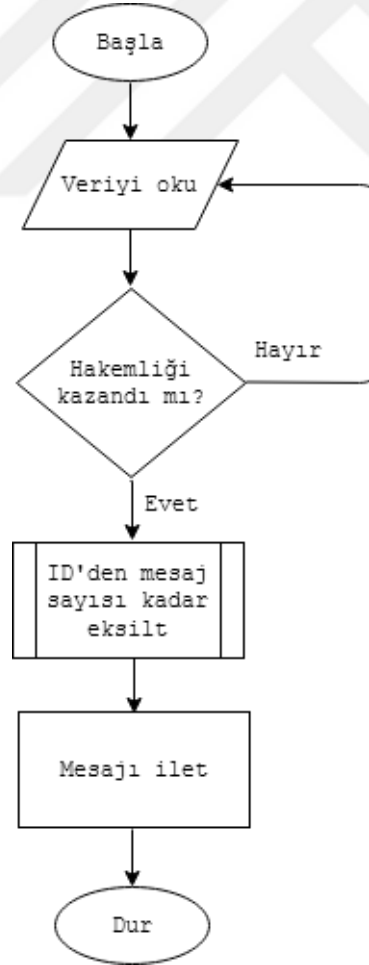 Başla
Veriyi oku
Hayır
Hakemliği
kazandı mı?
Evet
ID'den mesaj
sayısı kadar
eksilt
Mesajı ilet
Dur